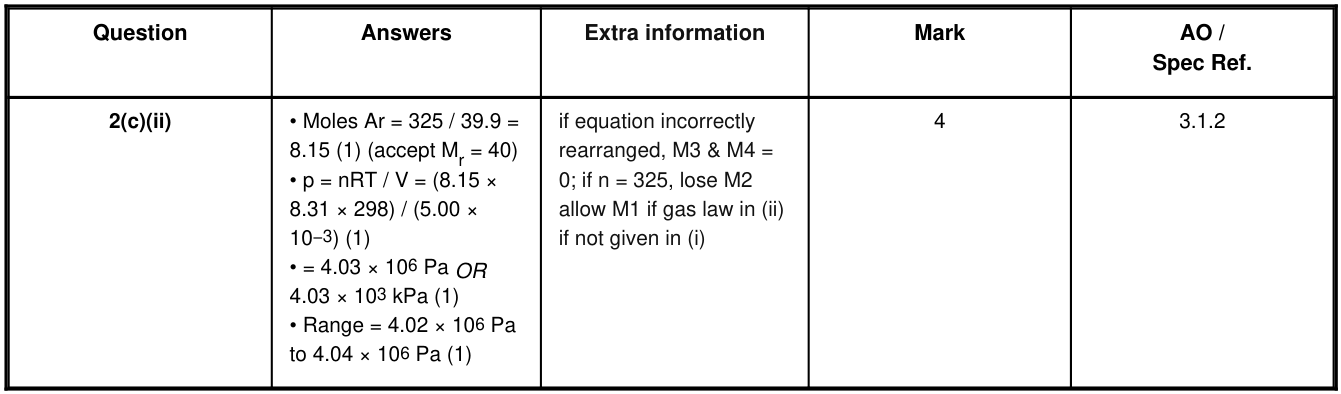 Question Answers Extra information Mark AO /
Spec Ref.
2(c)(ii)
• Moles Ar = 325 / 39.9 =
8.15 (1) (accept Mr = 40)
• p = nRT / V = (8.15 ×
8.31 × 298) / (5.00 ×
10–3) (1)
• = 4.03 × 106 Pa OR
4.03 × 103 kPa (1)
• Range = 4.02 × 106 Pa
to 4.04 × 106 Pa (1)
if equation incorrectly
rearranged, M3 & M4 =
0; if n = 325, lose M2
allow M1 if gas law in (ii)
if not given in (i)
4
3.1.2